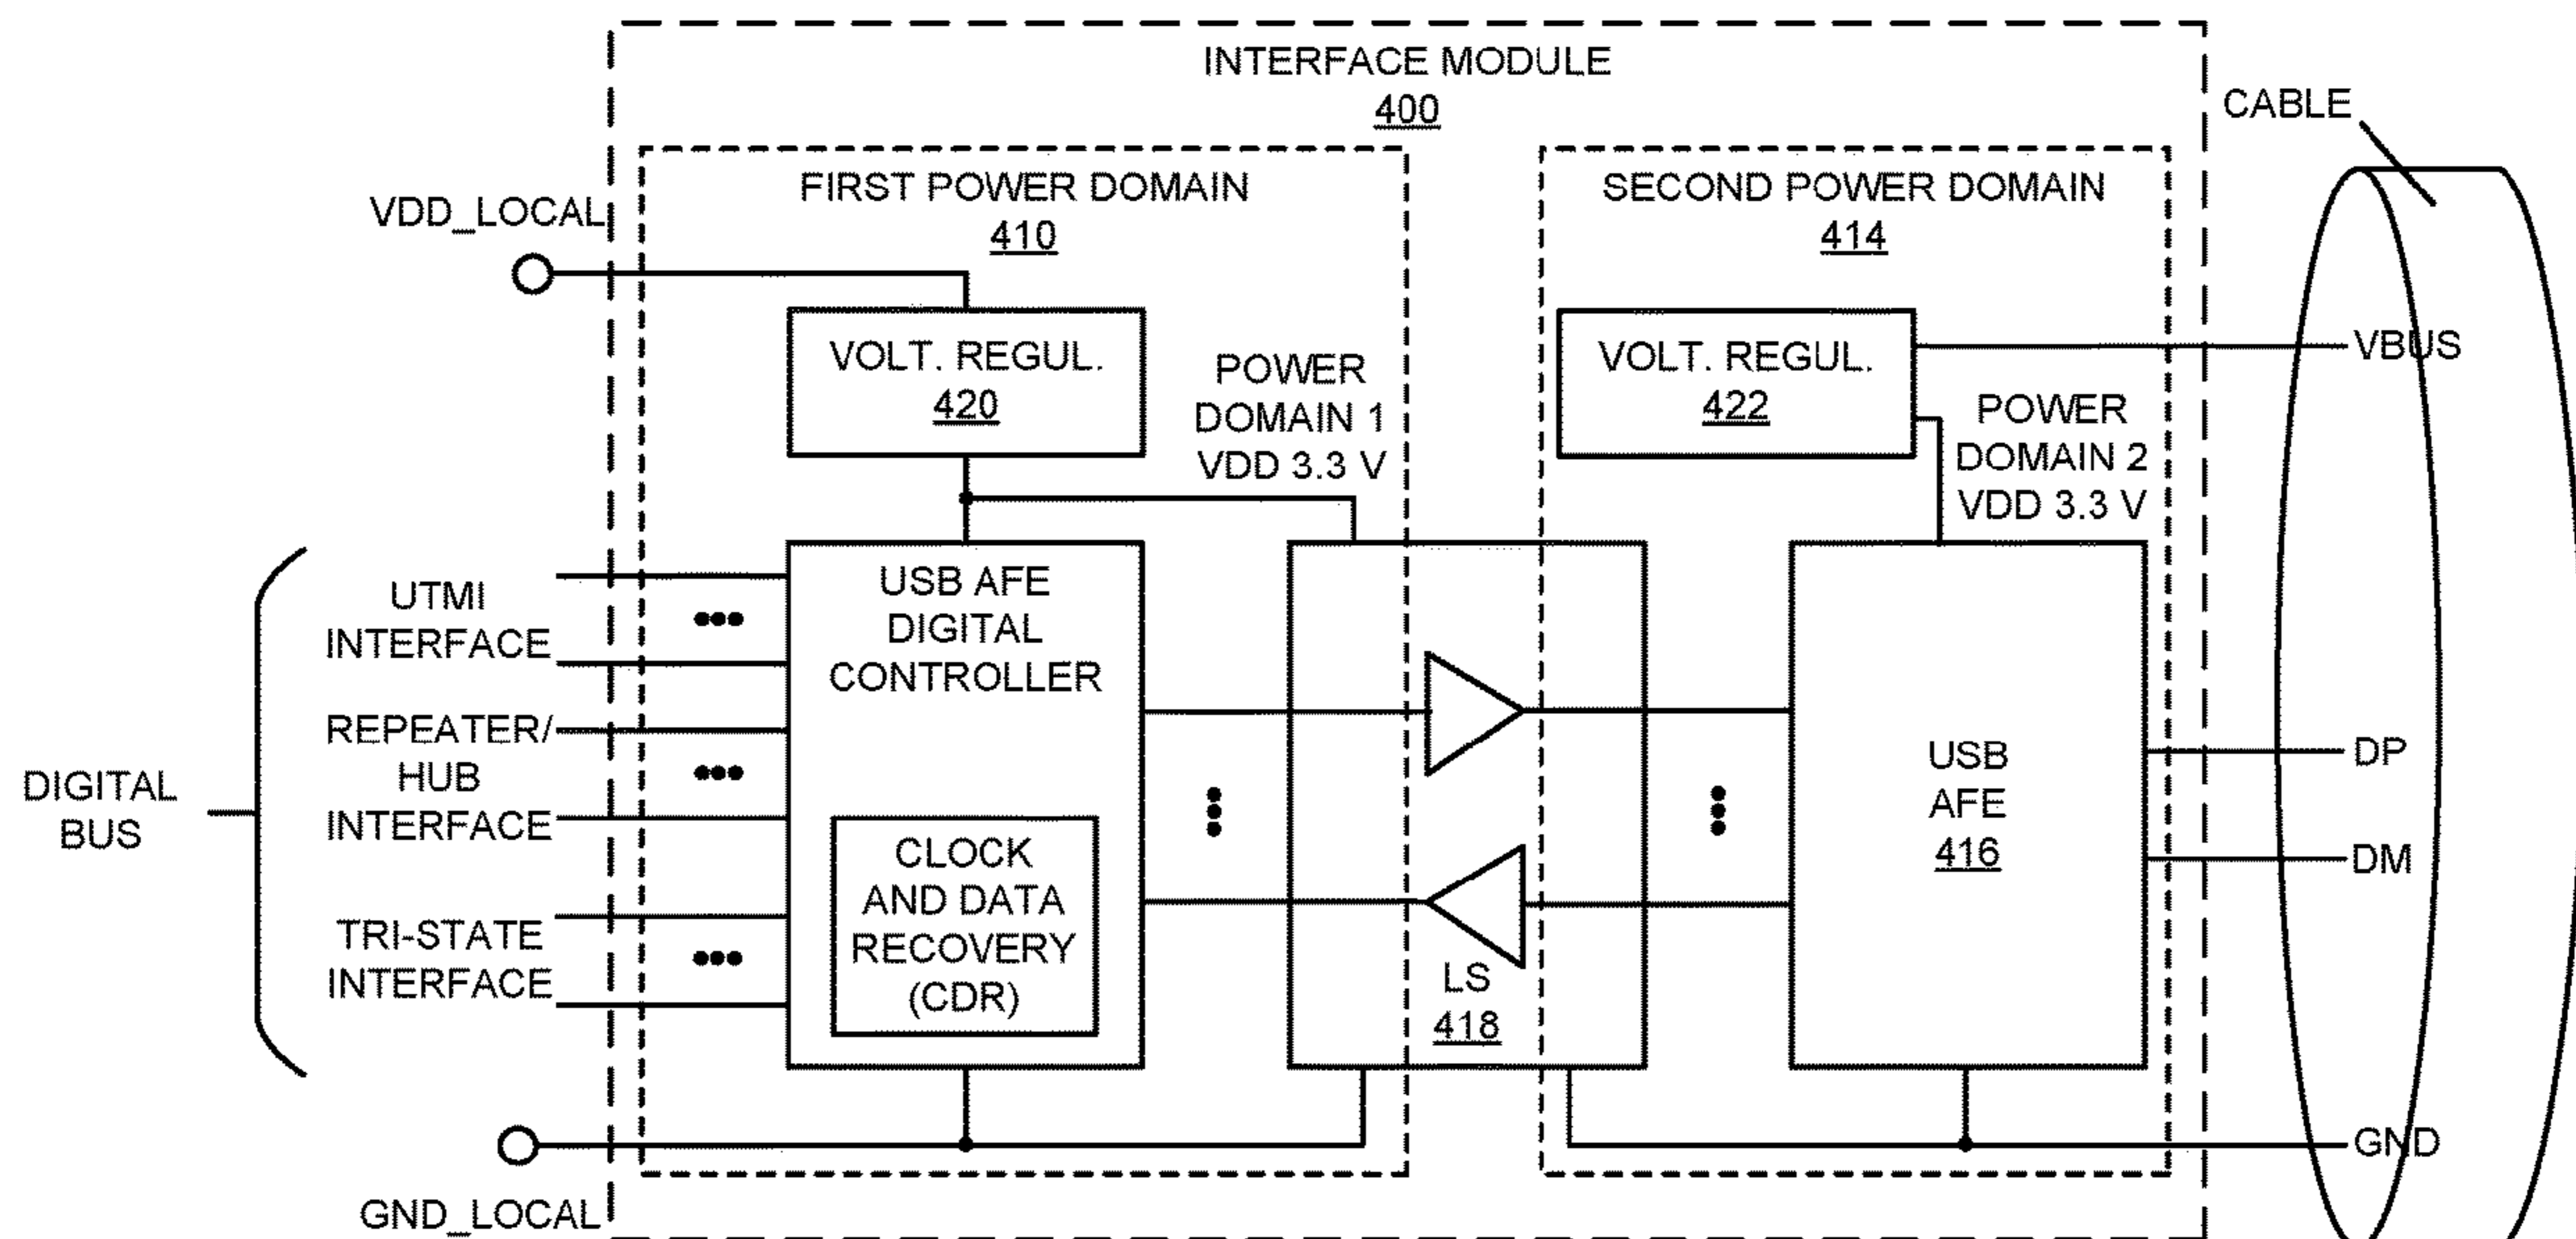 INTERFACE MODULE
400
CABLE
FIRST POWER DOMAIN
410
SECOND POWER DOMAIN
414
VDD_LOCAL
VOLT. REGUL.
420
POWER
DOMAIN 1
VDD 3.3 V
VOLT. REGUL.
422
POWER
DOMAIN 2
VDD 3.3 V
VBUS
DIGITAL
BUS
UTMI
INTERFACE
REPEATER/
HUB
INTERFACE
TRI-STATE
INTERFACE
USB AFE
DIGITAL
CONTROLLER
CLOCK
AND DATA
RECOVERY
(CDR)
LS
418
USB
AFE
416
DP
DM
GND
GND_LOCAL